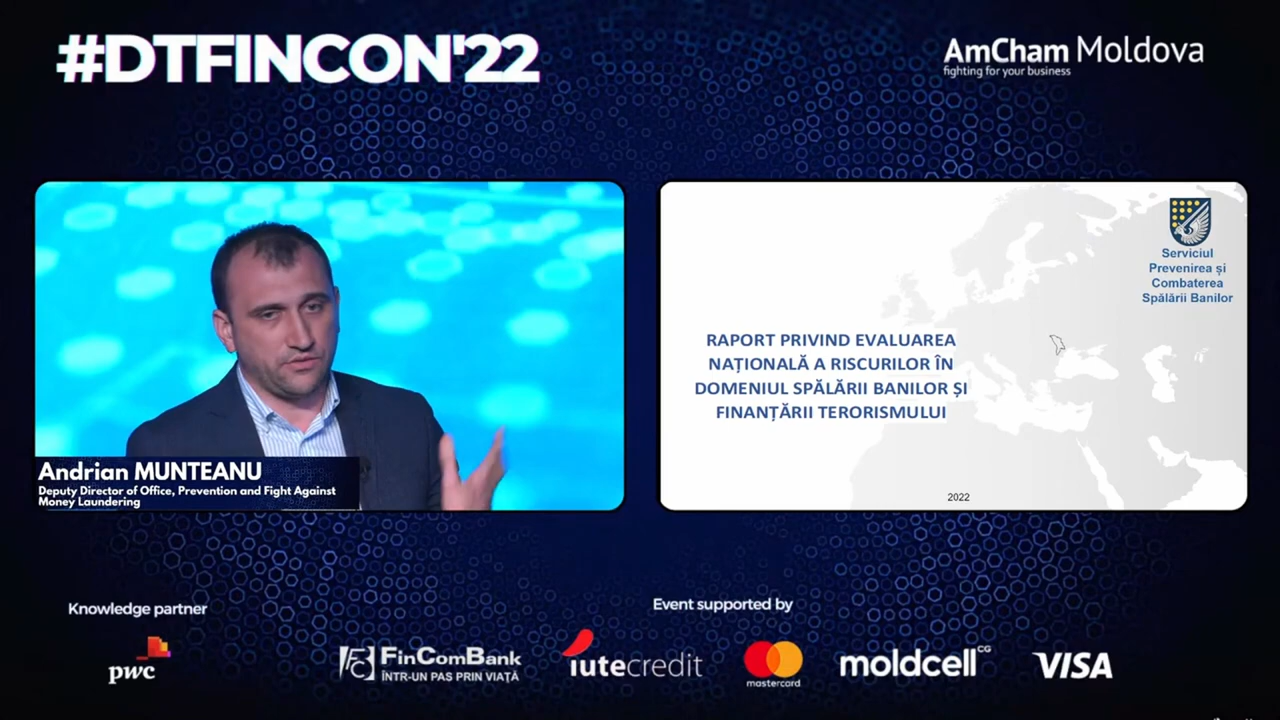 #DTFINCON'22
AmCham Moldova
fighting for your business
Serviciul
Prevenirea și
Combaterea
Spălării Banilor
RAPORT PRIVIND EVALUAREA
NAȚIONALĂ A RISCURILOR ÎN
DOMENIUL SPĂLĂRII BANILOR ȘI
FINANȚĂRII TERORISMULUI
2022
Andrian MUNTEANU
Deputy Director of Office, Prevention and Fight Against
Money Laundering
Knowledge partner
Event supported by
pwc
FC FinComBank
ÎNTR-UN PAS PRIN VIAȚĂ
iutecredit
mastercard
moldcell CG
VISA